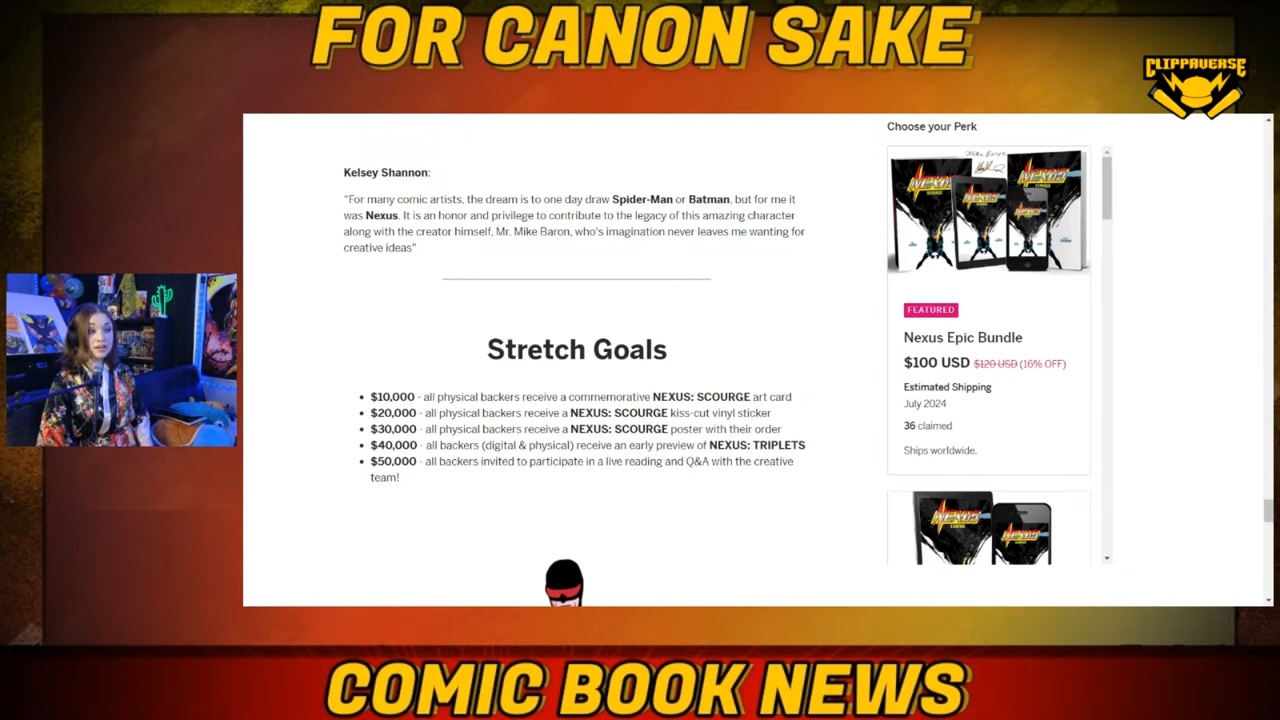 FOR CANON SAKE
CLIPPAVERSE
Choose your Perk
Kelsey Shannon:
"For many comic artists, the dream is to one day draw Spider-Man or Batman, but for me it
was Nexus. It is an honor and privilege to contribute to the legacy of this amazing character
along with the creator himself, Mr. Mike Baron, who's imagination never leaves me wanting for
creative ideas"
Stretch Goals
• $10,000 - all physical backers receive a commemorative NEXUS: SCOURGE art card
• $20,000 - all physical backers receive a NEXUS: SCOURGE kiss-cut vinyl sticker
• $30,000 - all physical backers receive a NEXUS: SCOURGE poster with their order
• $40,000 - all backers (digital & physical) receive an early preview of NEXUS: TRIPLETS
• $50,000 - all backers invited to participate in a live reading and Q&A with the creative
team!
NEXUS
NEXUS
NEXUS
NEXUS
FEATURED
Nexus Epic Bundle
$100 USD $120 USD (16% OFF)
Estimated Shipping
July 2024
36 claimed
Ships worldwide.
NEXUS
NEXUS
COMIC BOOK NEWS